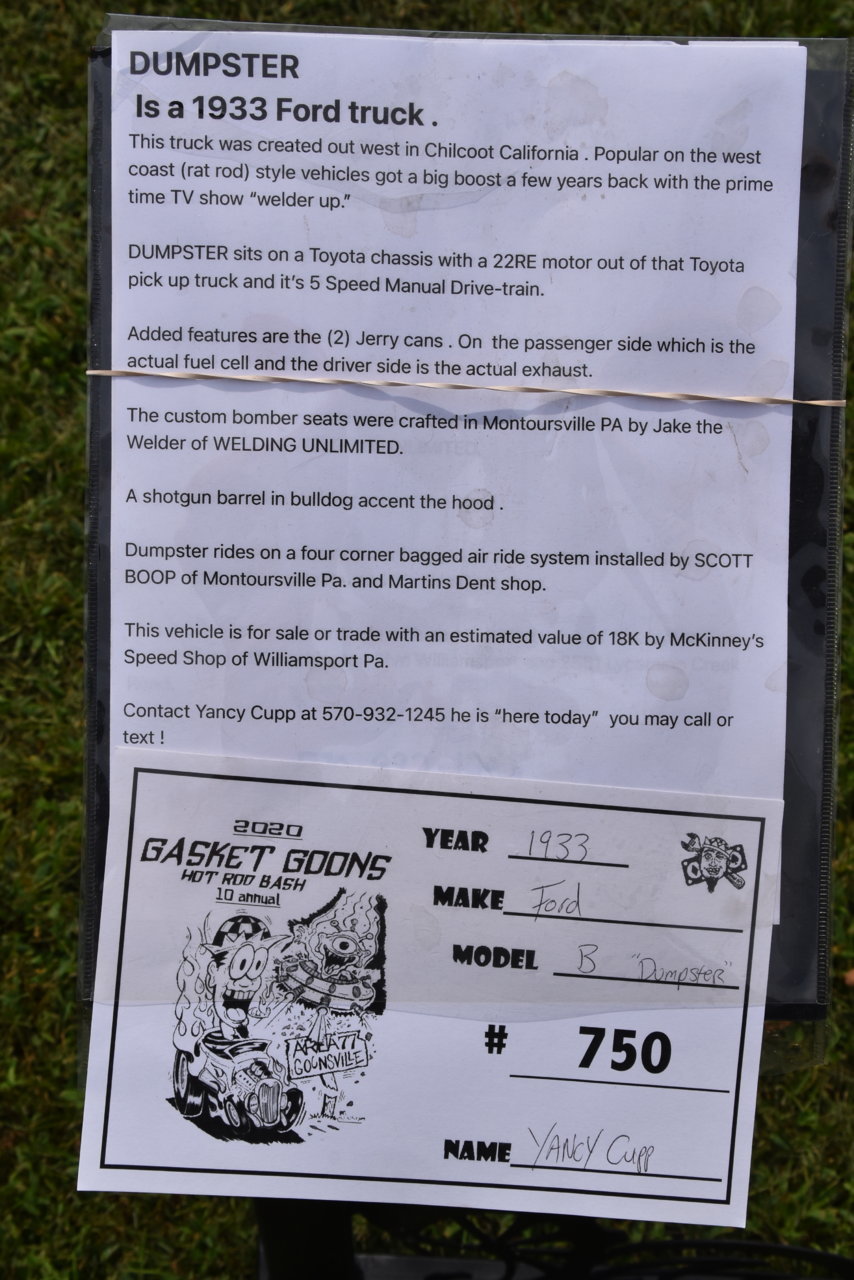 DUMPSTER
Is a 1933 Ford truck .
This truck was created out west in Chilcoot California . Popular on the west
coast (rat rod) style vehicles got a big boost a few years back with the prime
time TV show “welder up.”
DUMPSTER sits on a Toyota chassis with a 22RE motor out of that Toyota
pick up truck and it’s 5 Speed Manual Drive-train.
Added features are the (2) Jerry cans . On the passenger side which is the
actual fuel cell and the driver side is the actual exhaust.
The custom bomber seats were crafted in Montoursville PA by Jake the
Welder of WELDING UNLIMITED.
A shotgun barrel in bulldog accent the hood .
Dumpster rides on a four corner bagged air ride system installed by SCOTT
BOOP of Montoursville Pa. and Martins Dent shop.
This vehicle is for sale or trade with an estimated value of 18K by McKinney’s
Speed Shop of Williamsport Pa.
Contact Yancy Cupp at 570-932-1245 he is “here today” you may call or
text !
2020
GASKET GOONS
HOT ROD BASH
10 annual
AREA 77
GOONSVILLE
YEAR 1933
MAKE Ford
MODEL B "Dumpster"
# 750
NAME YANCY Cupp